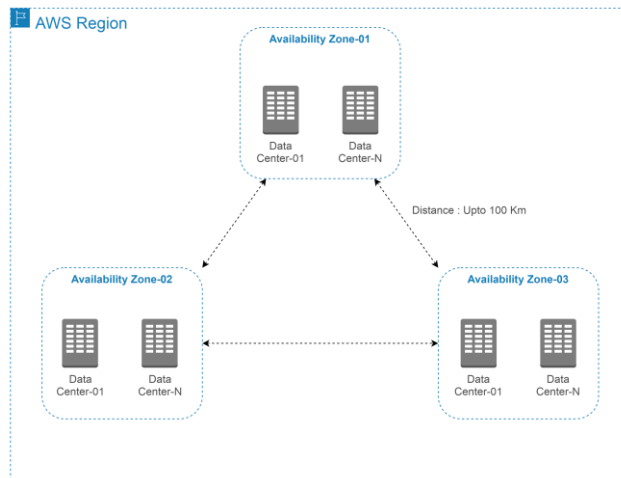 AWS Region
Availability Zone-01
Data
Center-01
Data
Center-N
Distance : Upto 100 Km
Availability Zone-02
Data
Center-01
Data
Center-N
Availability Zone-03
Data
Center-01
Data
Center-N